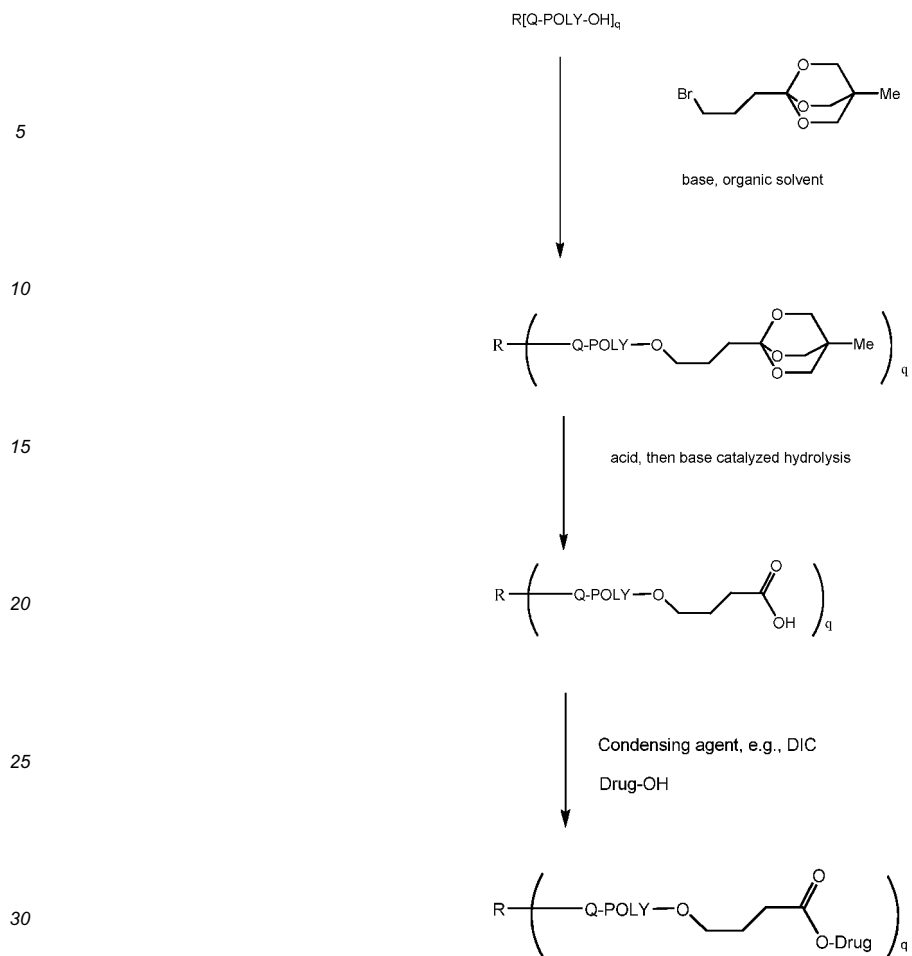 R[Q-POLY-OH]q
O
Br
O
O
Me
5
base, organic solvent
10
O
R
Q-POLY
O
O
O
Me
q
15
acid, then base catalyzed hydrolysis
O
R
Q-POLY
O
OH
q
20
Condensing agent, e.g., DIC
25
Drug-OH
O
R
Q-POLY
O
O-Drug
q
30